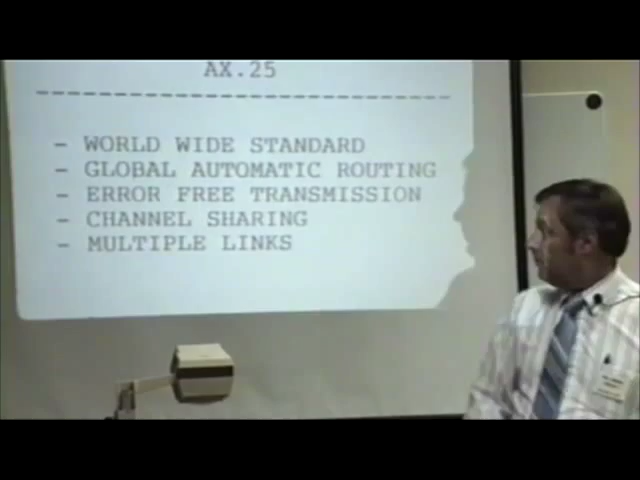 AX.25
- WORLD WIDE STANDARD
- GLOBAL AUTOMATIC ROUTING
- ERROR FREE TRANSMISSION
- CHANNEL SHARING
- MULTIPLE LINKS